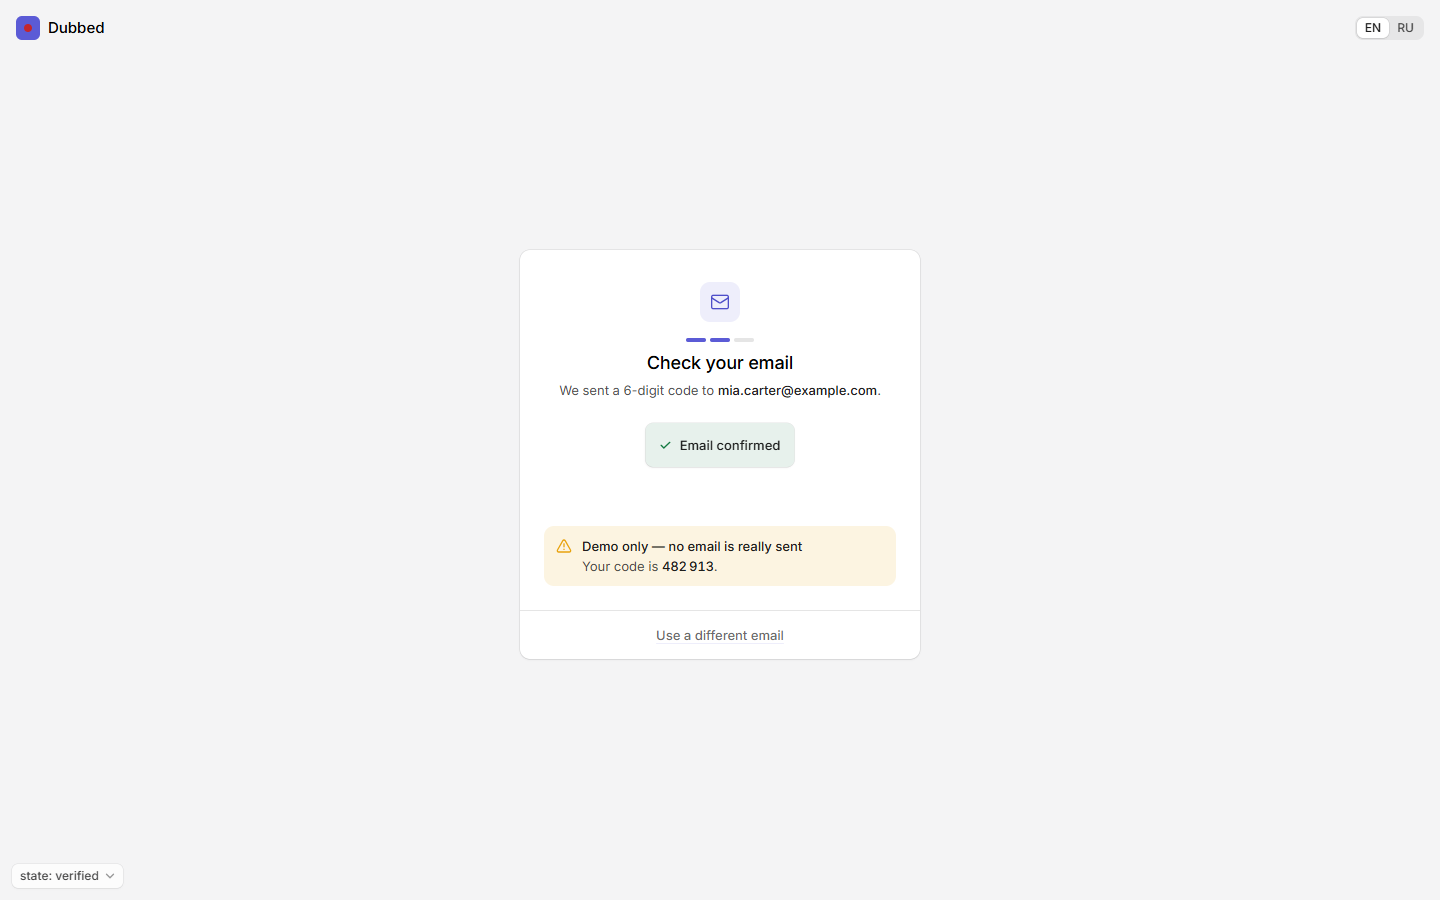 Dubbed
EN RU
Check your email
We sent a 6-digit code to mia.carter@example.com.
Email confirmed
Demo only — no email is really sent
Your code is 482 913.
Use a different email
state: verified